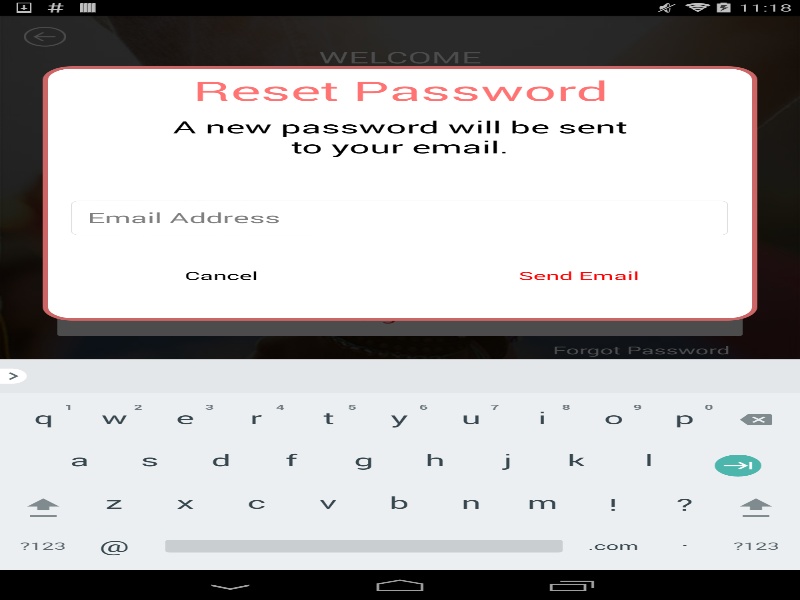 11:18
WELCOME
Reset Password
A new password will be sent
to your email.
Email Address
Cancel
Send Email
Forgot Password
>
1 2 3 4 5 6 7 8 9 0
q w e r t y u i o p
a s d f g h j k l
z x c v b n m ! ?
?123 @ .com . ?123